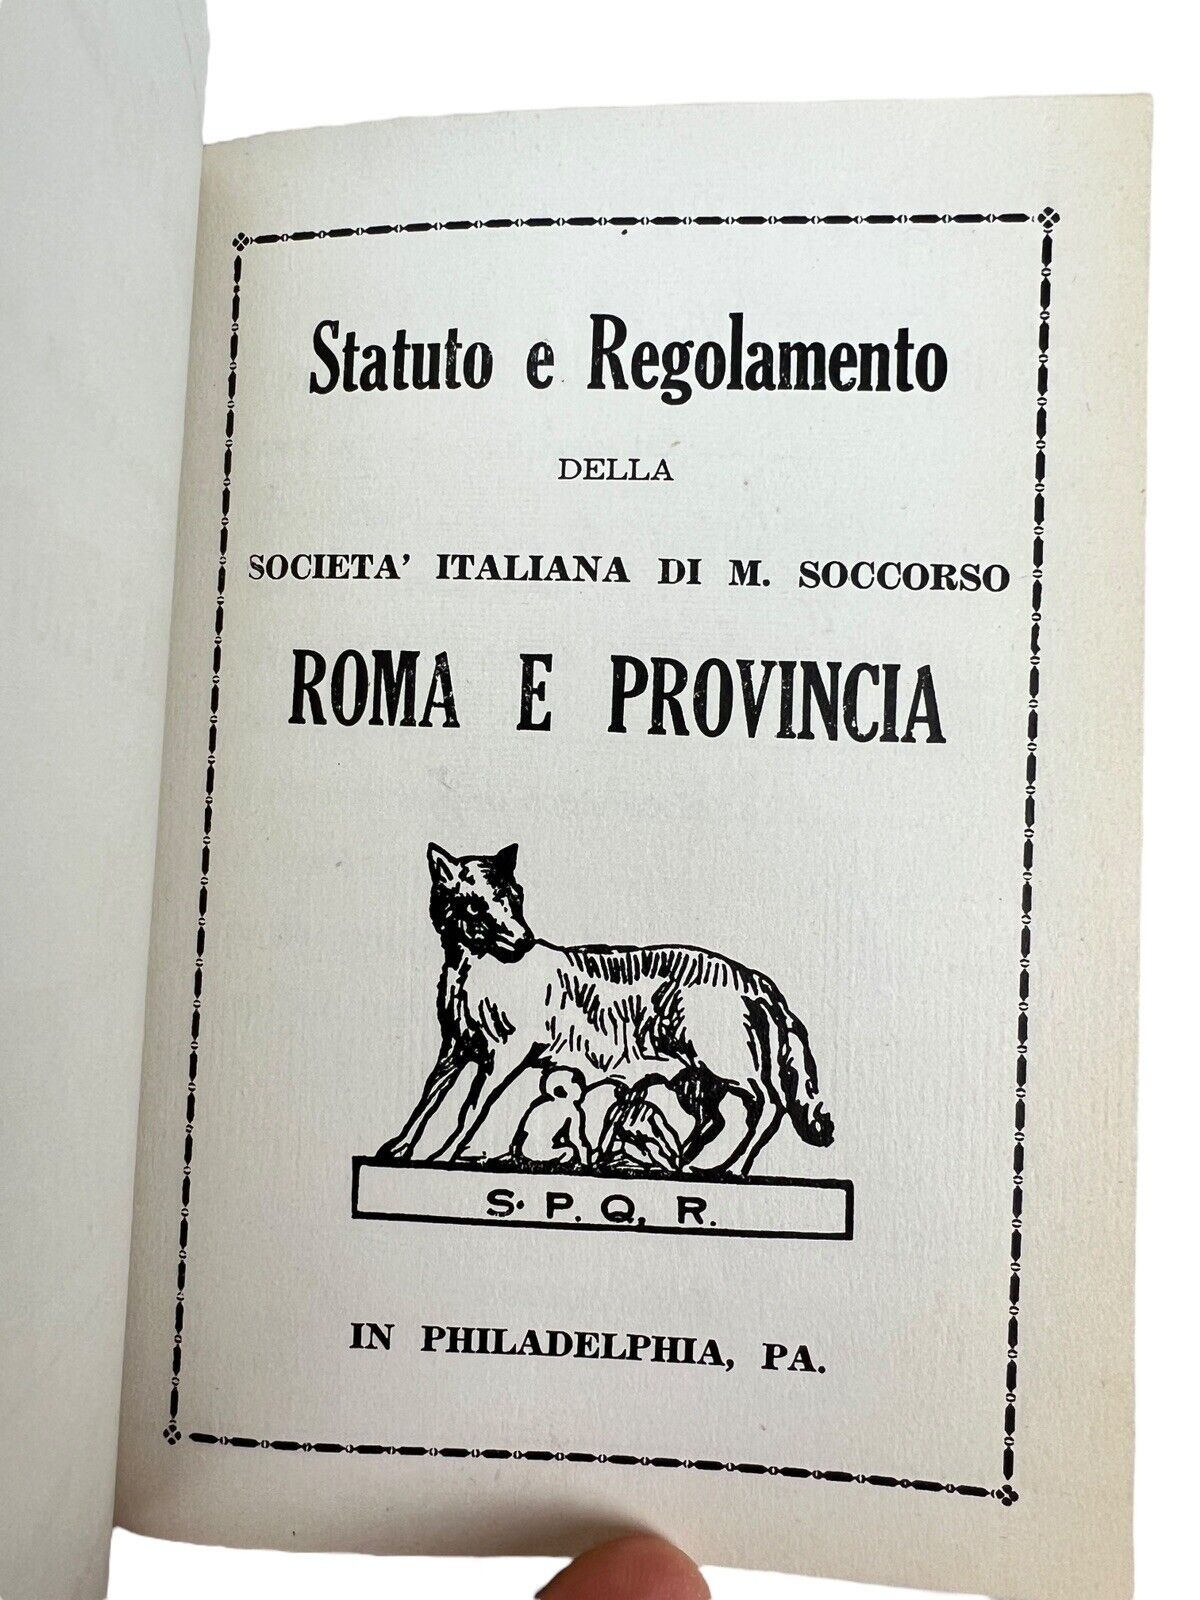 Statuto e Regolamento
DELLA
SOCIETA' ITALIANA DI M. SOCCORSO
ROMA E PROVINCIA
S. P. Q. R.
IN PHILADELPHIA, PA.